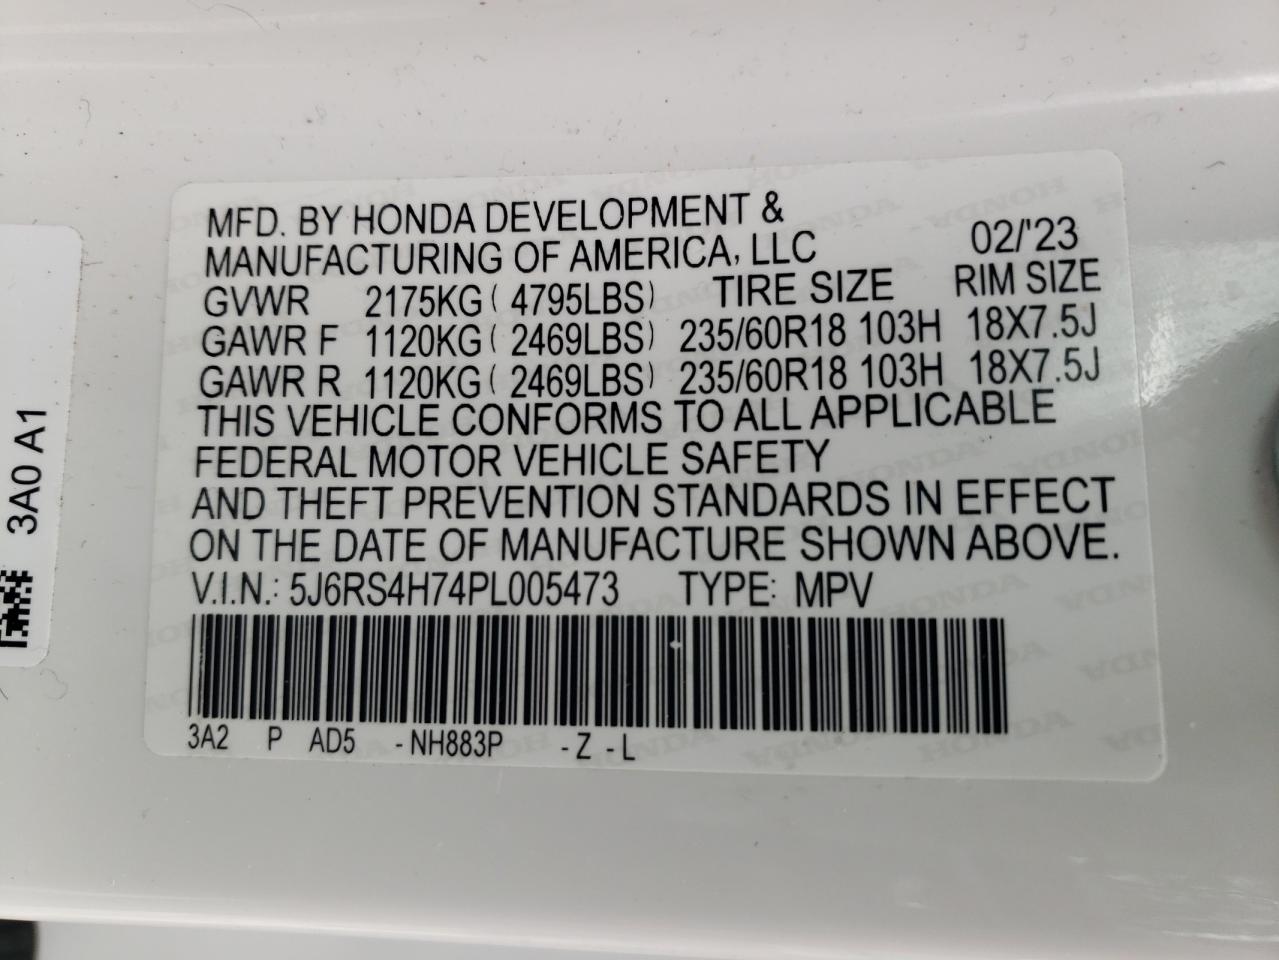 MFD. BY HONDA DEVELOPMENT &
MANUFACTURING OF AMERICA, LLC 02/'23
GVWR 2175KG ( 4795LBS) TIRE SIZE RIM SIZE
GAWR F 1120KG ( 2469LBS) 235/60R18 103H 18X7.5J
GAWR R 1120KG ( 2469LBS) 235/60R18 103H 18X7.5J
THIS VEHICLE CONFORMS TO ALL APPLICABLE
FEDERAL MOTOR VEHICLE SAFETY
AND THEFT PREVENTION STANDARDS IN EFFECT
ON THE DATE OF MANUFACTURE SHOWN ABOVE.
V.I.N.: 5J6RS4H74PL005473 TYPE: MPV
3A2 P AD5 -NH883P -Z -L
3A0 A1